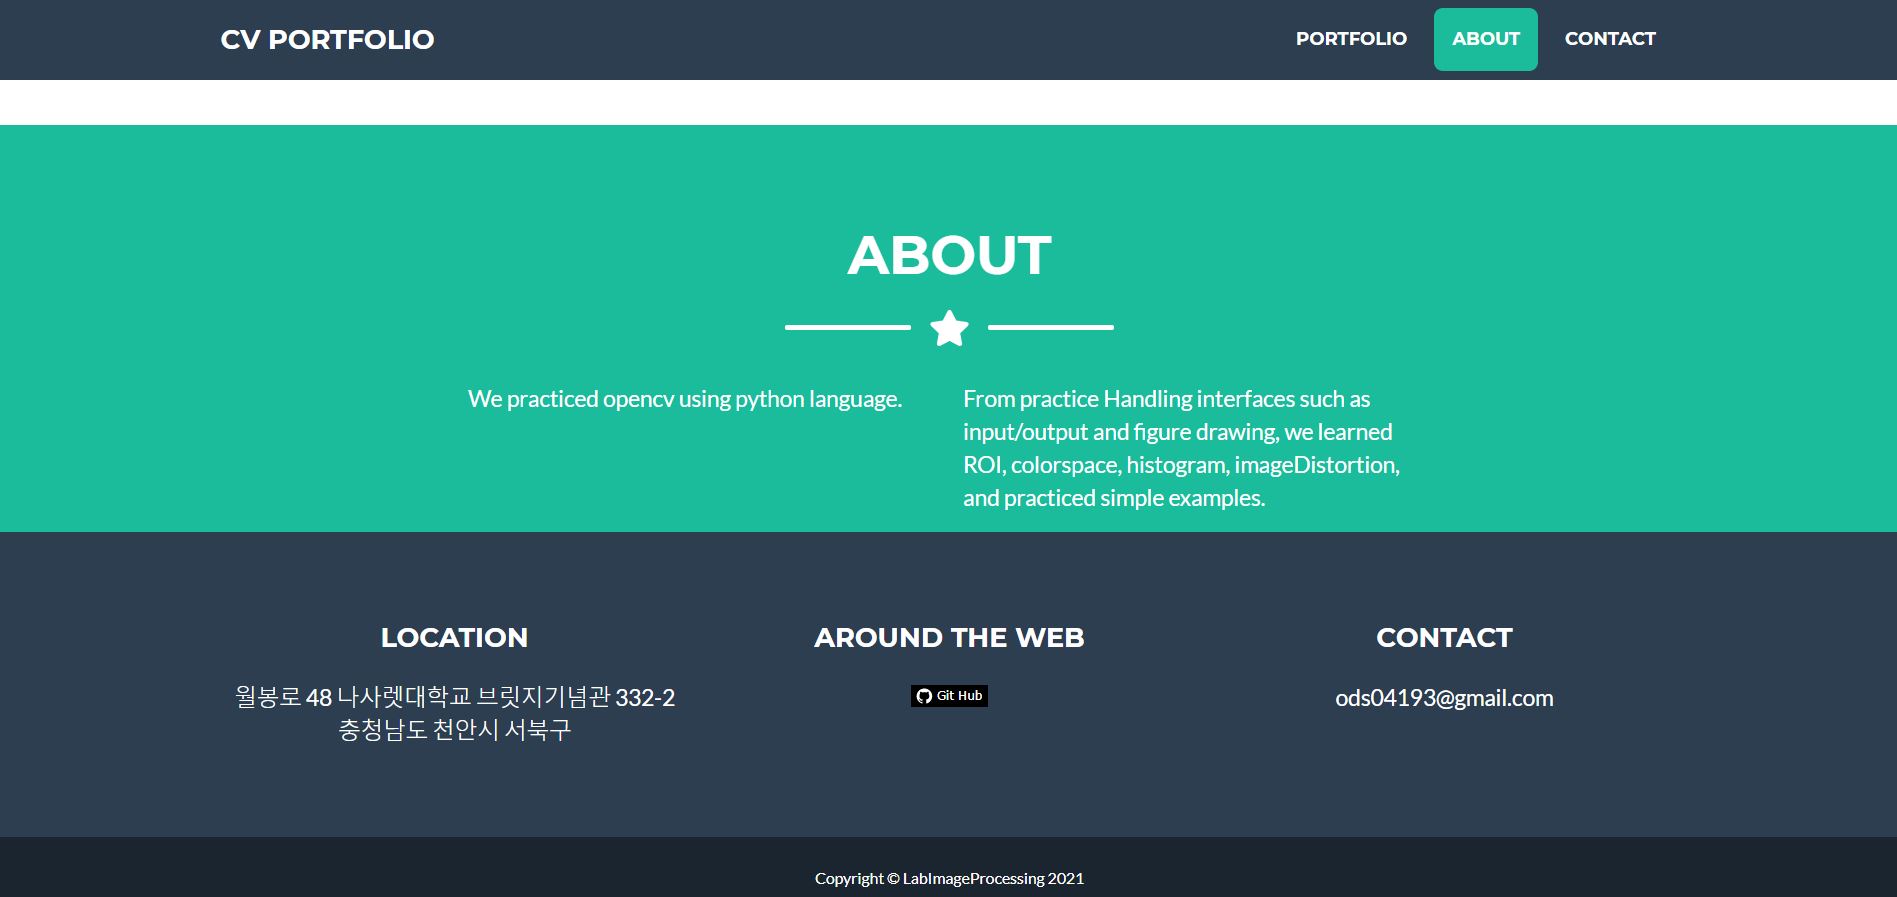 CV PORTFOLIO
PORTFOLIO ABOUT CONTACT
ABOUT
We practiced opencv using python language.
From practice Handling interfaces such as
input/output and figure drawing, we learned
ROI, colorspace, histogram, imageDistortion,
and practiced simple examples.
LOCATION
월봉로 48 나사렛대학교 브릿지기념관 332-2
충청남도 천안시 서북구
AROUND THE WEB
Git Hub
CONTACT
ods04193@gmail.com
Copyright © LabImageProcessing 2021